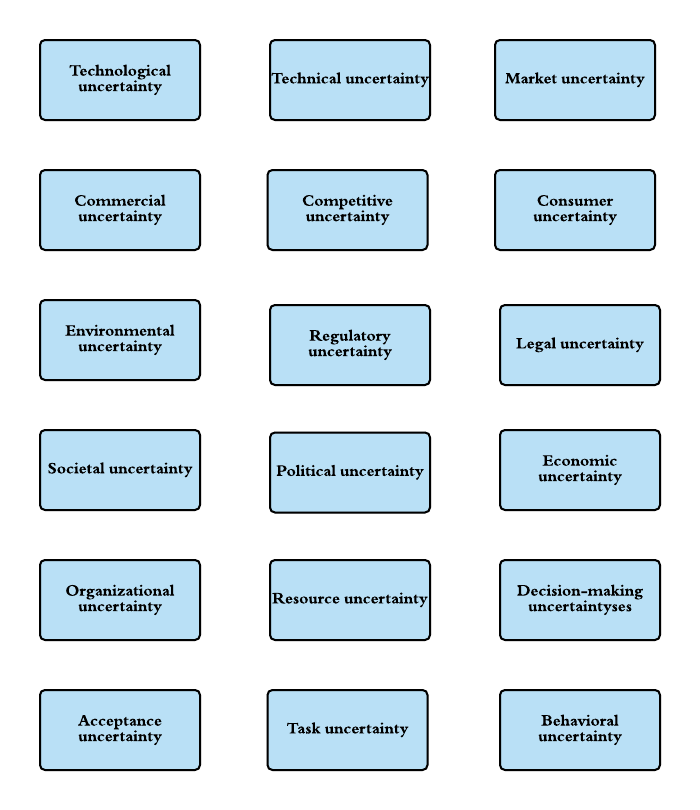 Technological
uncertainty
Technical uncertainty
Market uncertainty
Commercial
uncertainty
Competitive
uncertainty
Consumer
uncertainty
Environmental
uncertainty
Regulatory
uncertainty
Legal uncertainty
Societal uncertainty
Political uncertainty
Economic
uncertainty
Organizational
uncertainty
Resource uncertainty
Decision-making
uncertaintyses
Acceptance
uncertainty
Task uncertainty
Behavioral
uncertainty